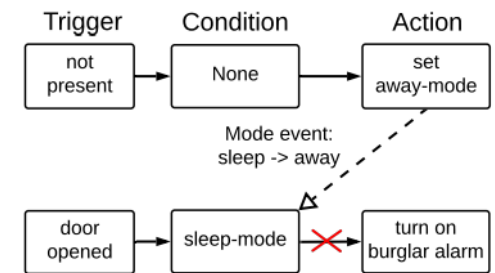 Trigger Condition Action
not
present
None
set
away-mode
Mode event:
sleep -> away
door
opened
sleep-mode
turn on
burglar alarm